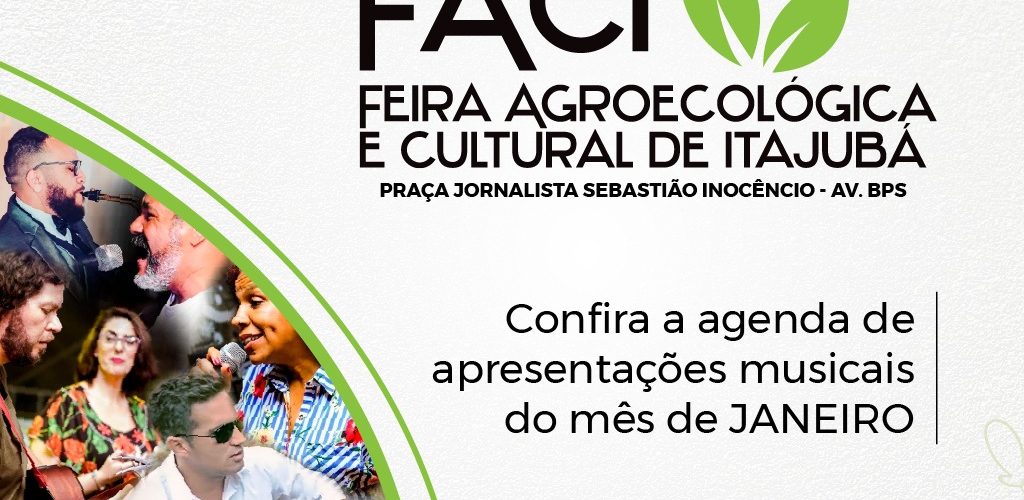 FACI
FEIRA AGROECOLÓGICA
E CULTURAL DE ITAJUBÁ
PRAÇA JORNALISTA SEBASTIÃO INOCÊNCIO - AV. BPS
Confira a agenda de
apresentações musicais
do mês de JANEIRO